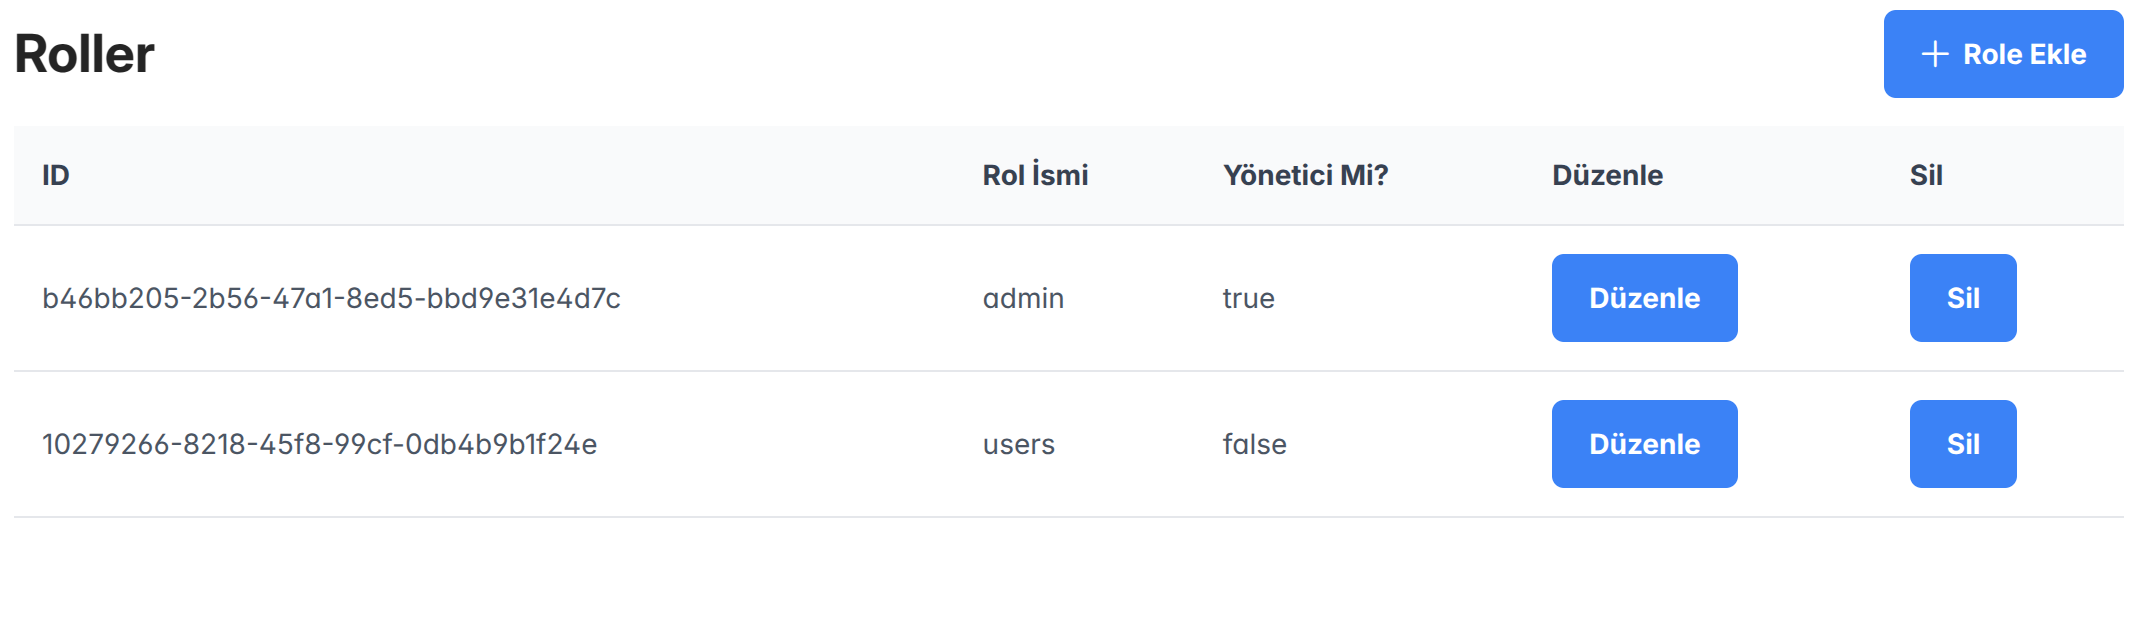 Roller
Role Ekle
ID Rol İsmi Yönetici Mi? Düzenle Sil
b46bb205-2b56-47a1-8ed5-bbd9e31e4d7c admin true Düzenle Sil
10279266-8218-45f8-99cf-0db4b9b1f24e users false Düzenle Sil